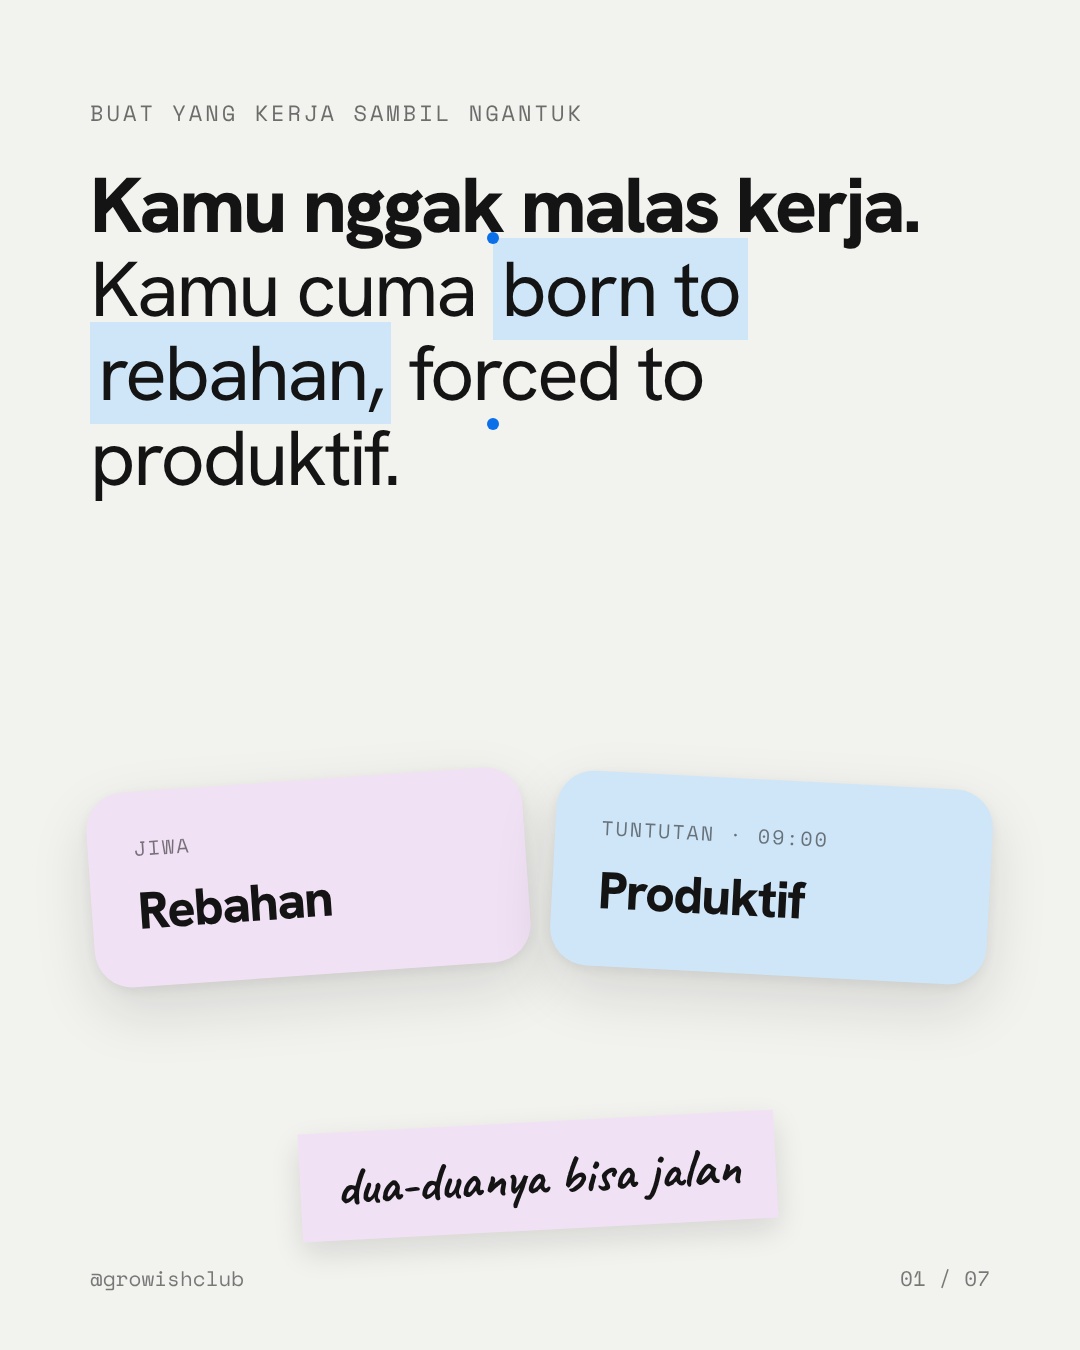 BUAT YANG KERJA SAMBIL NGANTUK
Kamu nggak malas kerja.
Kamu cuma born to
rebahan, forced to
produktif.
JIWA
Rebahan
TUNTUTAN · 09:00
Produktif
dua-duanya bisa jalan
@growishclub
01 / 07